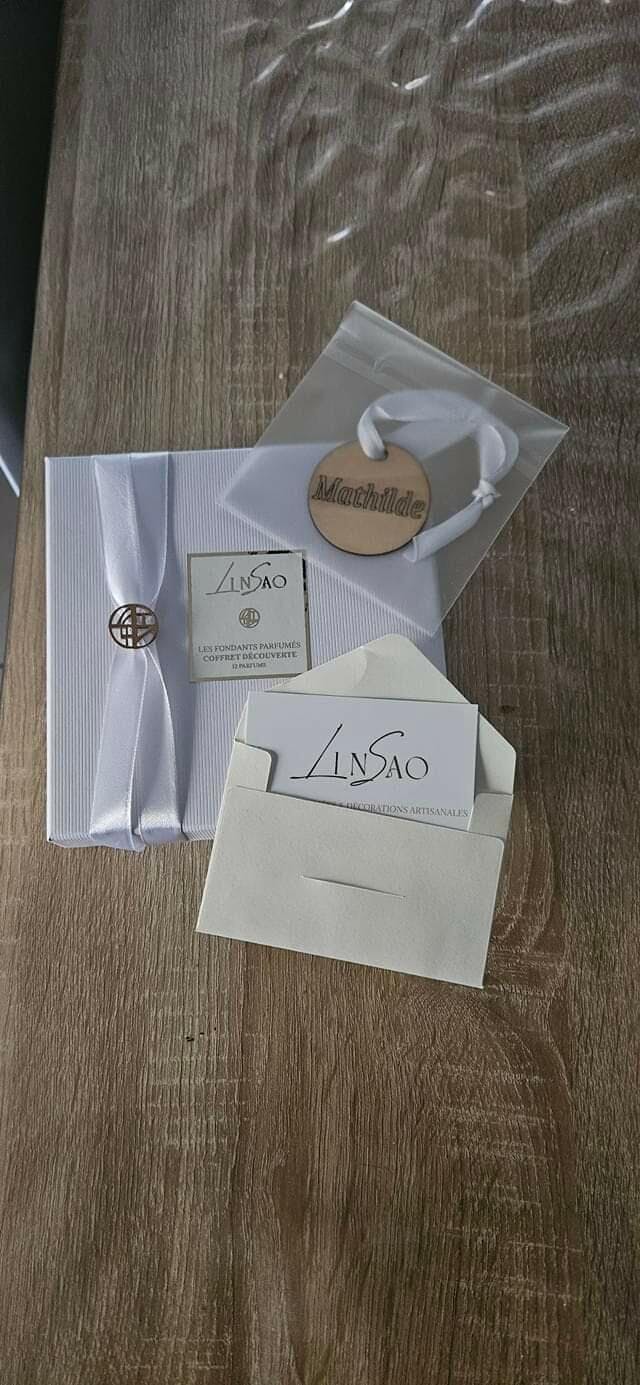 Mathilde
LINSAO
LES FONDANTS PARFUMÉS
COFFRET DÉCOUVERTE
12 PARFUMS
LINSAO
DÉCORATIONS ARTISANALES